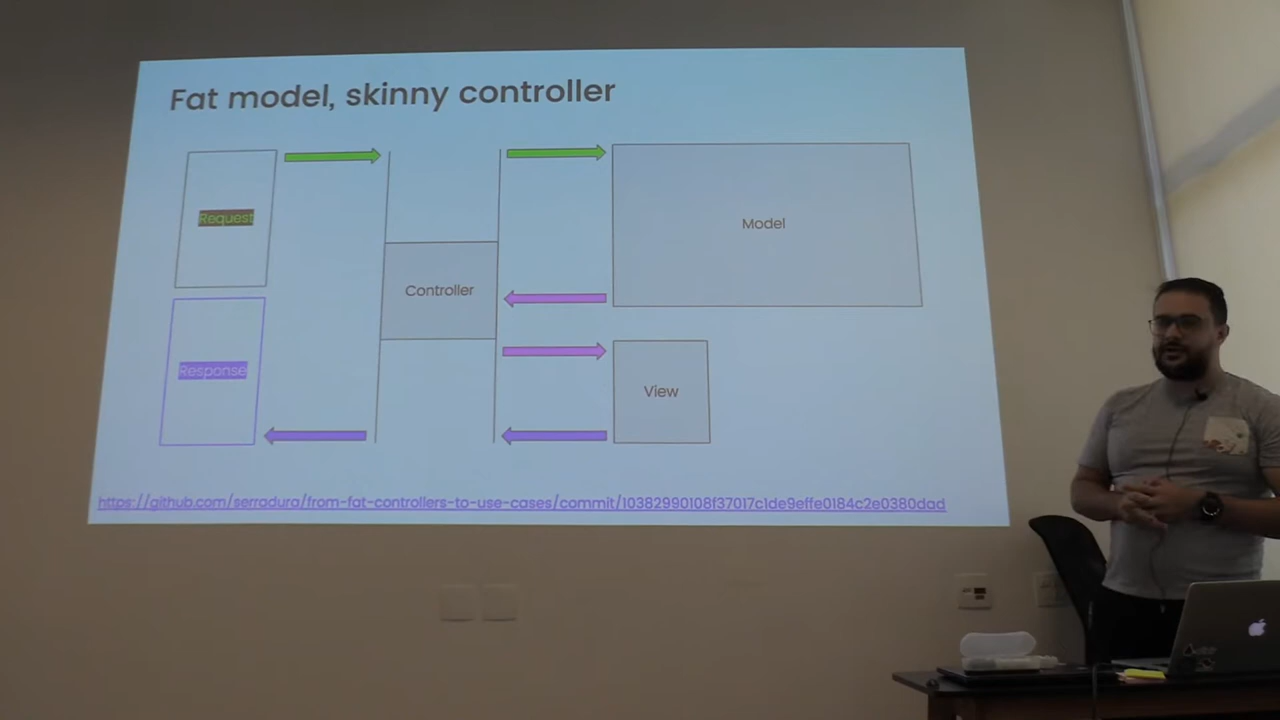 Fat model, skinny controller
Request
Model
Controller
Response
View
https://github.com/serradura/from-fat-controllers-to-use-cases/commit/10382990108f37017c1de9effe0184c2e0380dad